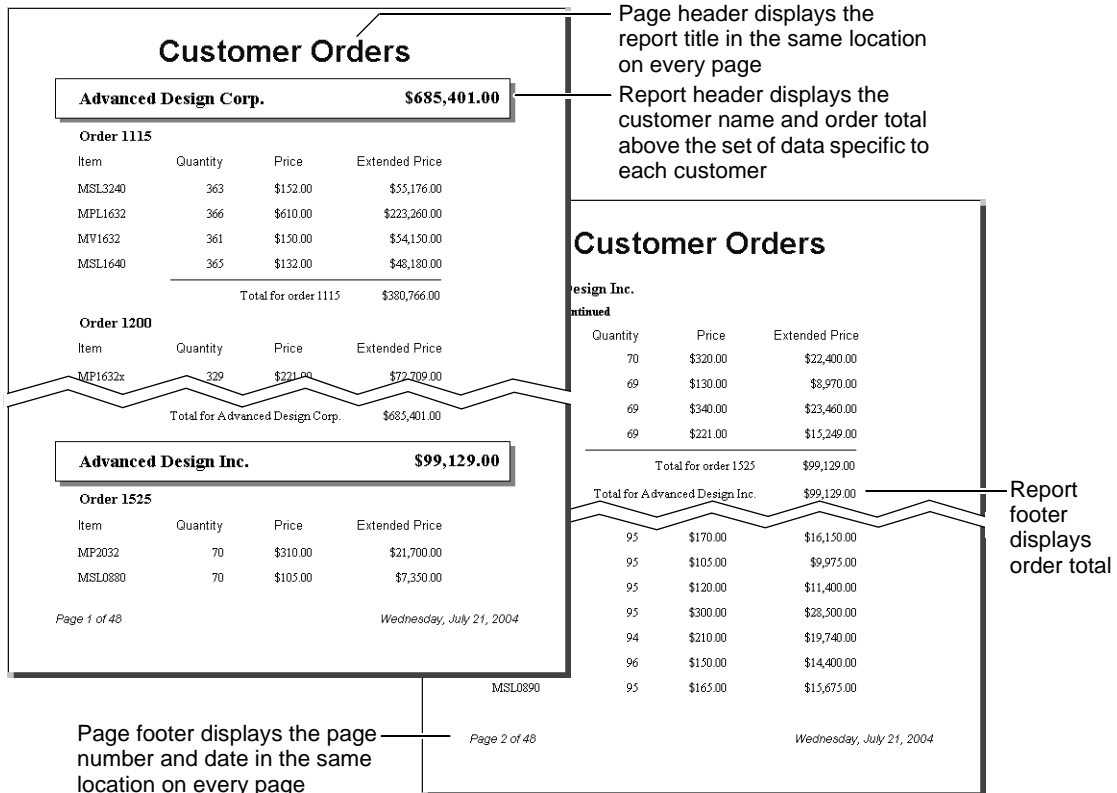 Customer Orders
Advanced Design Corp. $685,401.00
Order 1115
Item Quantity Price Extended Price
MSL3240 363 $152.00 $55,176.00
MPL1632 366 $610.00 $223,260.00
MV1632 361 $150.00 $54,150.00
MSL1640 365 $132.00 $48,180.00
Total for order 1115 $380,766.00
Order 1200
Item Quantity Price Extended Price
MP1632x 329 $221.00 $72,709.00
Total for Advanced Design Corp. $685,401.00
Advanced Design Inc. $99,129.00
Order 1525
Item Quantity Price Extended Price
MP2032 70 $310.00 $21,700.00
MSL0880 70 $105.00 $7,350.00
Page 1 of 48 Wednesday, July 21, 2004
Page header displays the
report title in the same location
on every page
Report header displays the
customer name and order total
above the set of data specific to
each customer
Customer Orders
esign Inc.
ntinued
Quantity Price Extended Price
70 $320.00 $22,400.00
69 $130.00 $8,970.00
69 $340.00 $23,460.00
69 $221.00 $15,249.00
Total for order 1525 $99,129.00
Total for Advanced Design Inc. $99,129.00
95 $170.00 $16,150.00
95 $105.00 $9,975.00
95 $120.00 $11,400.00
95 $300.00 $28,500.00
94 $210.00 $19,740.00
96 $150.00 $14,400.00
MSL0890 95 $165.00 $15,675.00
Page 2 of 48 Wednesday, July 21, 2004
Report
footer
displays
order total
Page footer displays the page
number and date in the same
location on every page